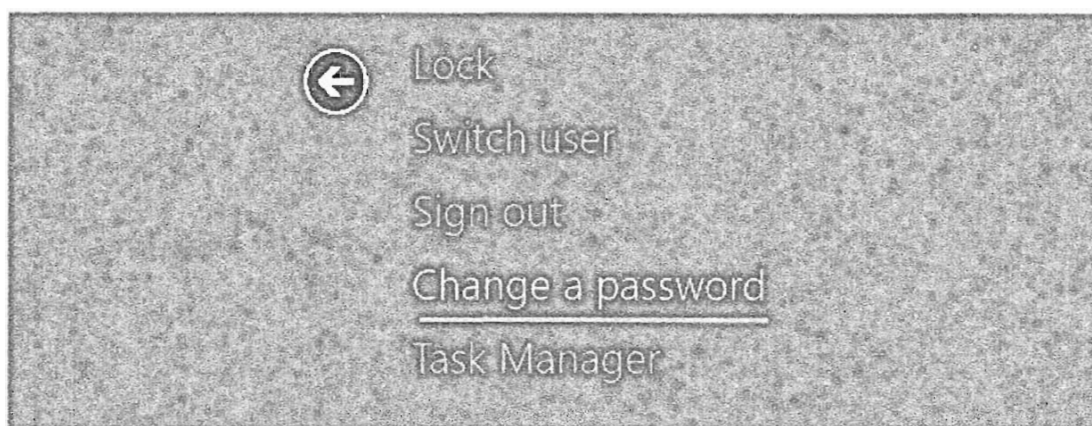 Lock
Switch user
Sign out
Change a password
Task Manager